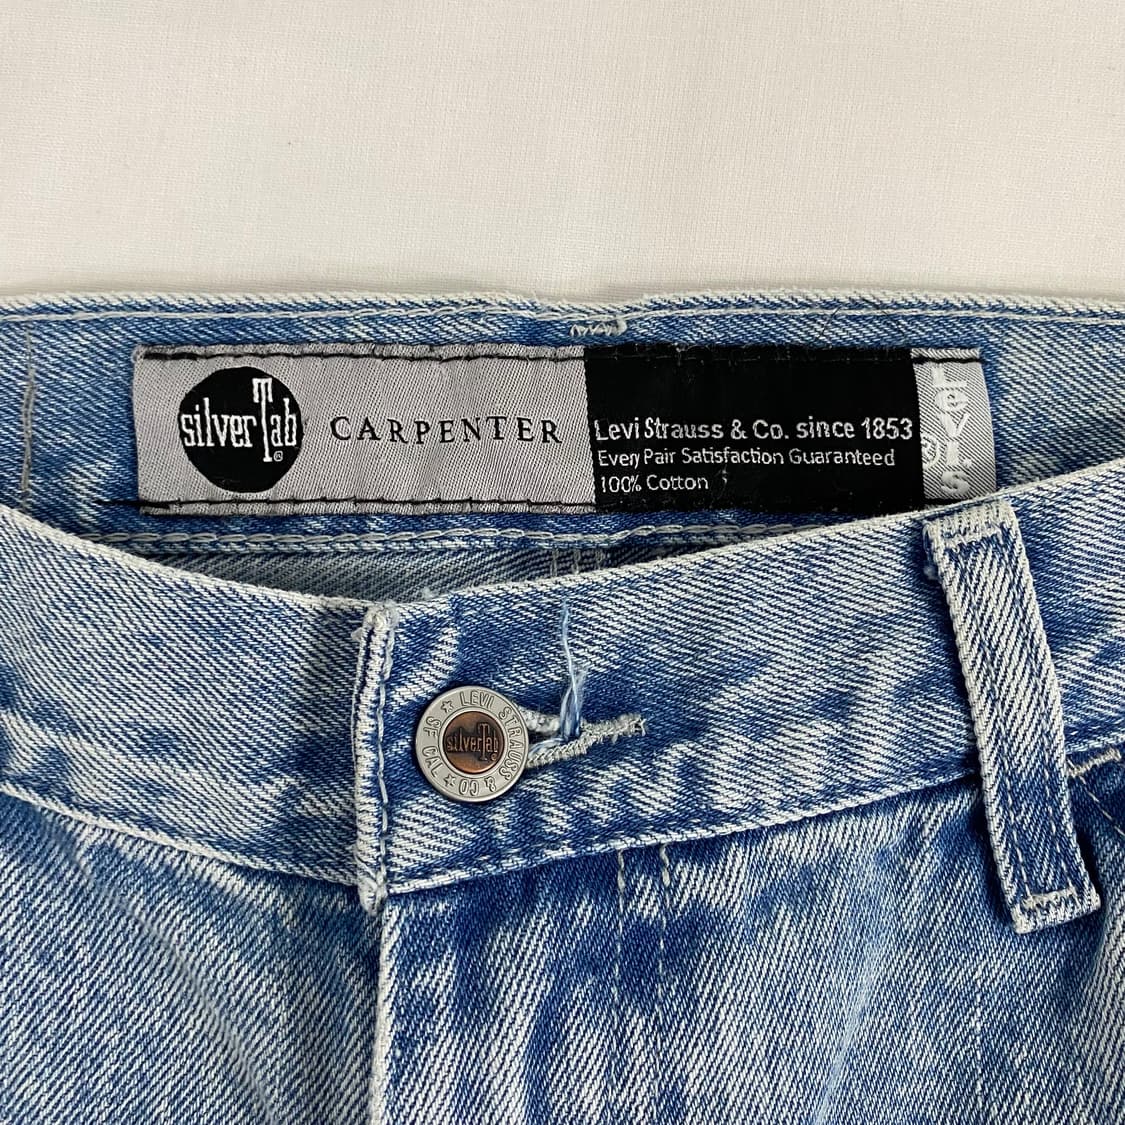 silverTab®
CARPENTER
Levi Strauss & Co. since 1853
Every Pair Satisfaction Guaranteed
100% Cotton
Levi's
®
★ LEVI STRAUSS & CO ★ SF CAL
silverTab